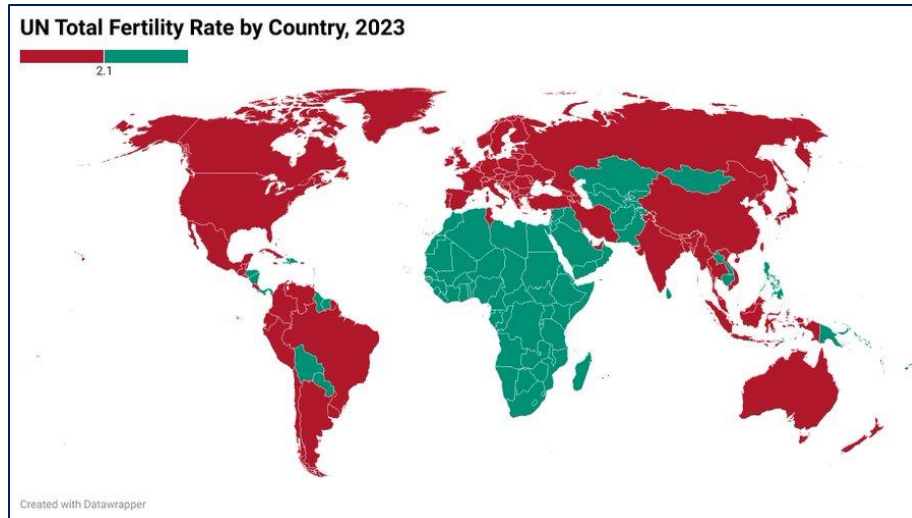 UN Total Fertility Rate by Country, 2023
2.1
Created with Datawrapper